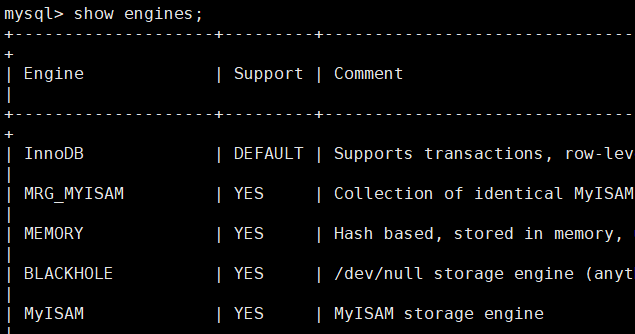 mysql> show engines;
+--------------------+---------+--------------------------------
+
| Engine             | Support | Comment
|
+--------------------+---------+--------------------------------
+
| InnoDB             | DEFAULT | Supports transactions, row-lev
|
| MRG_MYISAM         | YES     | Collection of identical MyISAM
|
| MEMORY             | YES     | Hash based, stored in memory,
|
| BLACKHOLE          | YES     | /dev/null storage engine (anyt
|
| MyISAM             | YES     | MyISAM storage engine
|